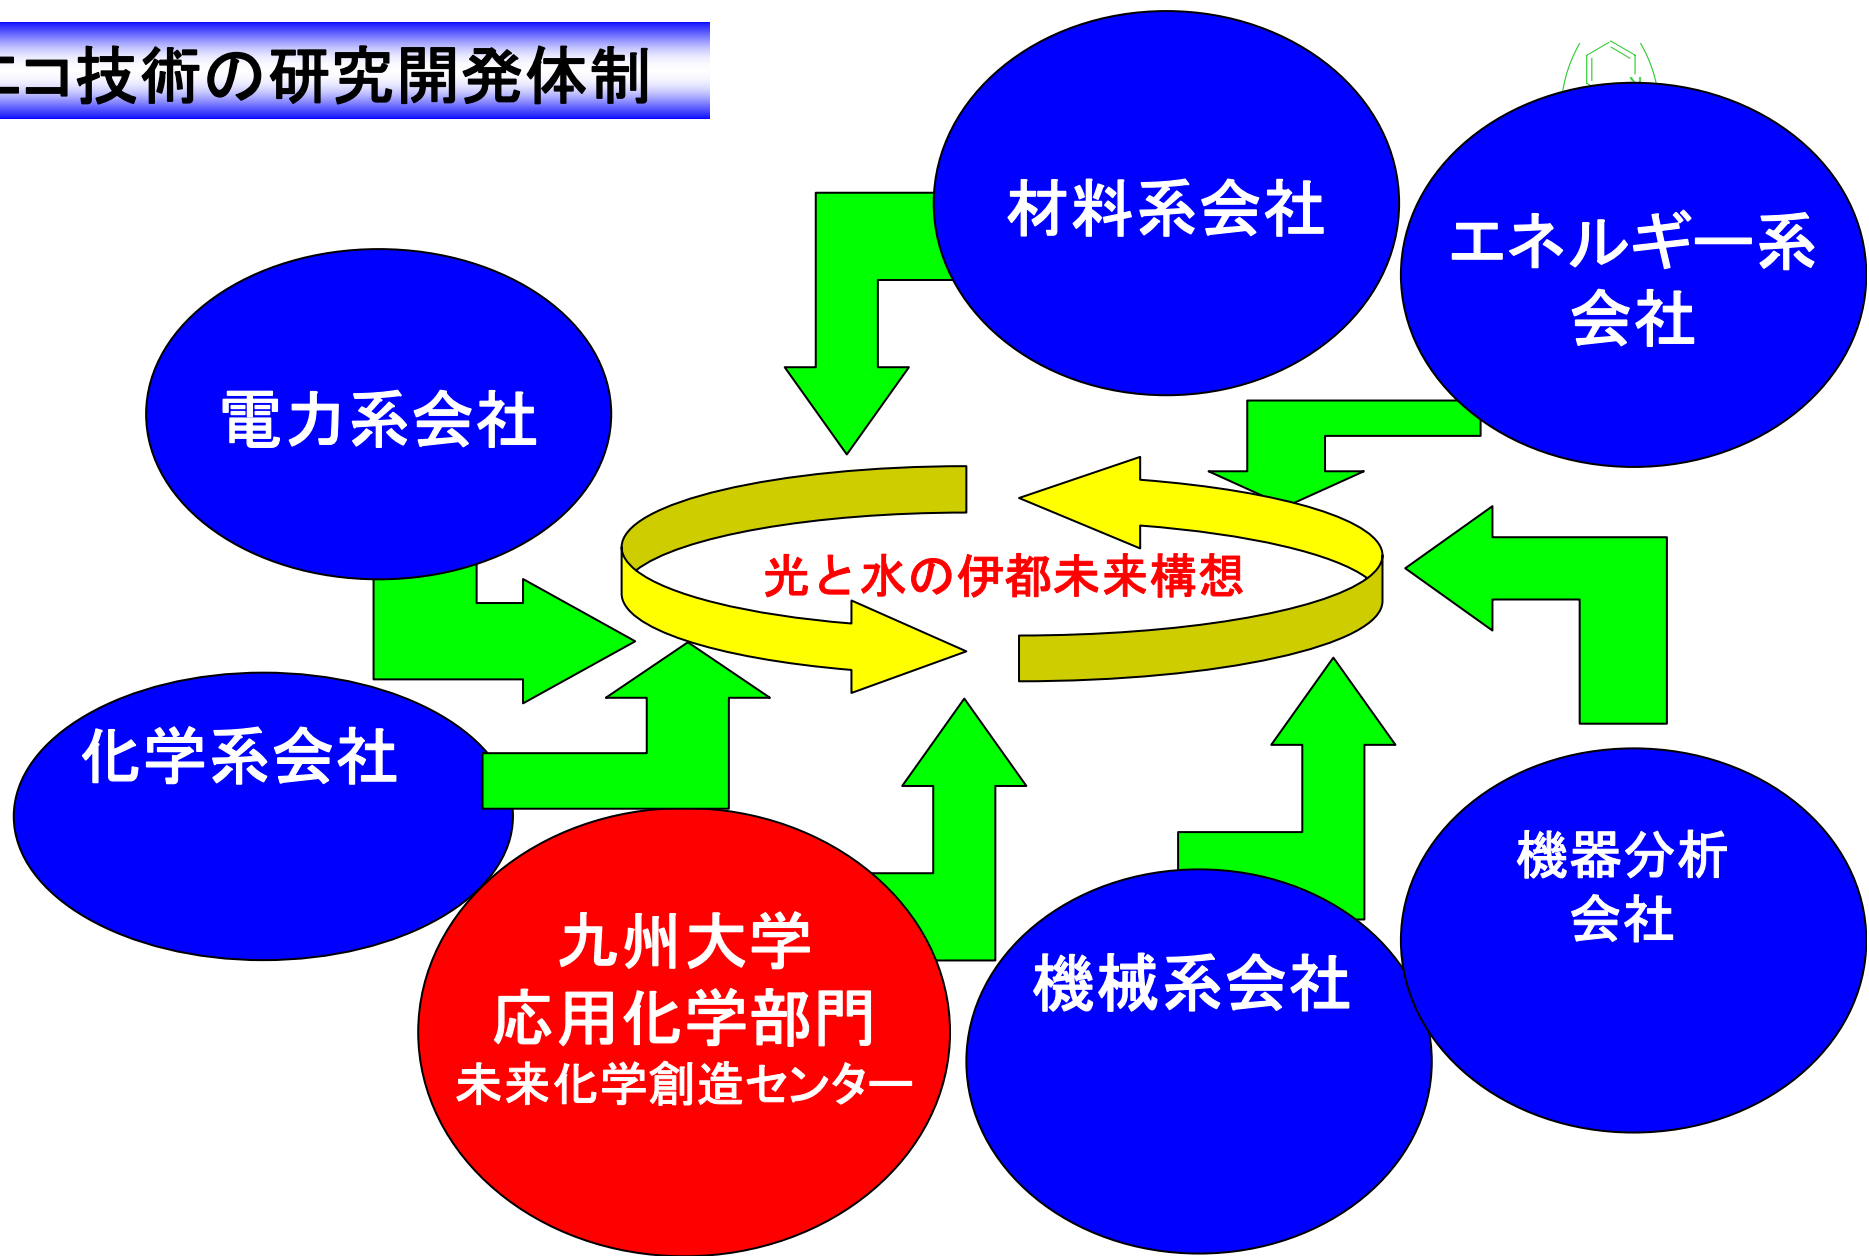 エコ技術の研究開発体制
材料系会社
エネルギー系
会社
電力系会社
光と水の伊都未来構想
化学系会社
機器分析
会社
九州大学
応用化学部門
未来化学創造センター
機械系会社